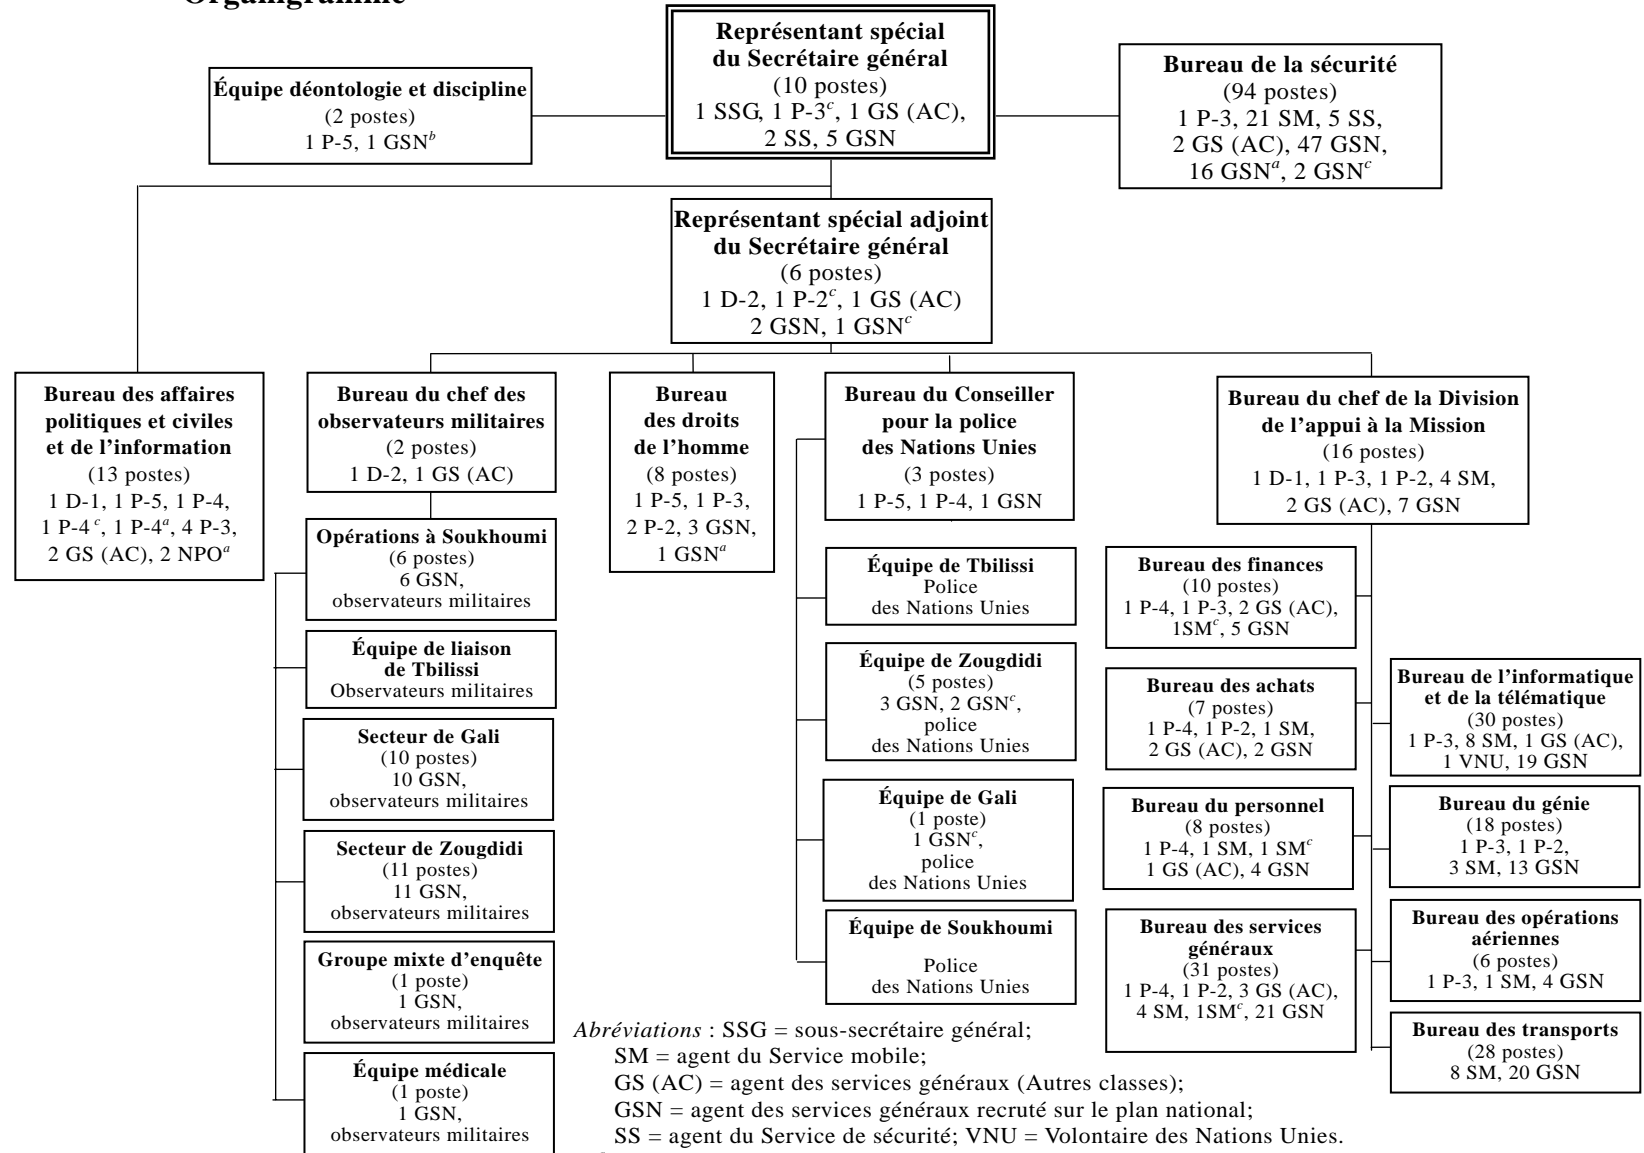 Organigramme
Représentant spécial
du Secrétaire général
(10 postes)
1 SSG, 1 P-3c, 1 GS (AC),
2 SS, 5 GSN
Équipe déontologie et discipline
(2 postes)
1 P-5, 1 GSNb
Bureau de la sécurité
(94 postes)
1 P-3, 21 SM, 5 SS,
2 GS (AC), 47 GSN,
16 GSNa, 2 GSNc
Représentant spécial adjoint
du Secrétaire général
(6 postes)
1 D-2, 1 P-2c, 1 GS (AC)
2 GSN, 1 GSNc
Bureau des affaires
politiques et civiles
et de l’information
(13 postes)
1 D-1, 1 P-5, 1 P-4,
1 P-4c, 1 P-4a, 4 P-3,
2 GS (AC), 2 NPOa
Bureau du chef des
observateurs militaires
(2 postes)
1 D-2, 1 GS (AC)
Opérations à Soukhoumi
(6 postes)
6 GSN,
observateurs militaires
Équipe de liaison
de Tbilissi
Observateurs militaires
Secteur de Gali
(10 postes)
10 GSN,
observateurs militaires
Secteur de Zougdidi
(11 postes)
11 GSN,
observateurs militaires
Groupe mixte d’enquête
(1 poste)
1 GSN,
observateurs militaires
Équipe médicale
(1 poste)
1 GSN,
observateurs militaires
Bureau
des droits
de l’homme
(8 postes)
1 P-5, 1 P-3,
2 P-2, 3 GSN,
1 GSNa
Bureau du Conseiller
pour la police
des Nations Unies
(3 postes)
1 P-5, 1 P-4, 1 GSN
Équipe de Tbilissi
Police
des Nations Unies
Équipe de Zougdidi
(5 postes)
3 GSN, 2 GSNc,
police
des Nations Unies
Équipe de Gali
(1 poste)
1 GSNc,
police
des Nations Unies
Équipe de Soukhoumi
Police
des Nations Unies
Bureau du chef de la Division
de l’appui à la Mission
(16 postes)
1 D-1, 1 P-3, 1 P-2, 4 SM,
2 GS (AC), 7 GSN
Bureau des finances
(10 postes)
1 P-4, 1 P-3, 2 GS (AC),
1SMc, 5 GSN
Bureau des achats
(7 postes)
1 P-4, 1 P-2, 1 SM,
2 GS (AC), 2 GSN
Bureau du personnel
(8 postes)
1 P-4, 1 SM, 1 SMc
1 GS (AC), 4 GSN
Bureau des services
généraux
(31 postes)
1 P-4, 1 P-2, 3 GS (AC),
4 SM, 1SMc, 21 GSN
Bureau de l’informatique
et de la télématique
(30 postes)
1 P-3, 8 SM, 1 GS (AC),
1 VNU, 19 GSN
Bureau du génie
(18 postes)
1 P-3, 1 P-2,
3 SM, 13 GSN
Bureau des opérations
aériennes
(6 postes)
1 P-3, 1 SM, 4 GSN
Bureau des transports
(28 postes)
8 SM, 20 GSN
Abréviations : SSG = sous-secrétaire général;
SM = agent du Service mobile;
GS (AC) = agent des services généraux (Autres classes);
GSN = agent des services généraux recruté sur le plan national;
SS = agent du Service de sécurité; VNU = Volontaire des Nations Unies.